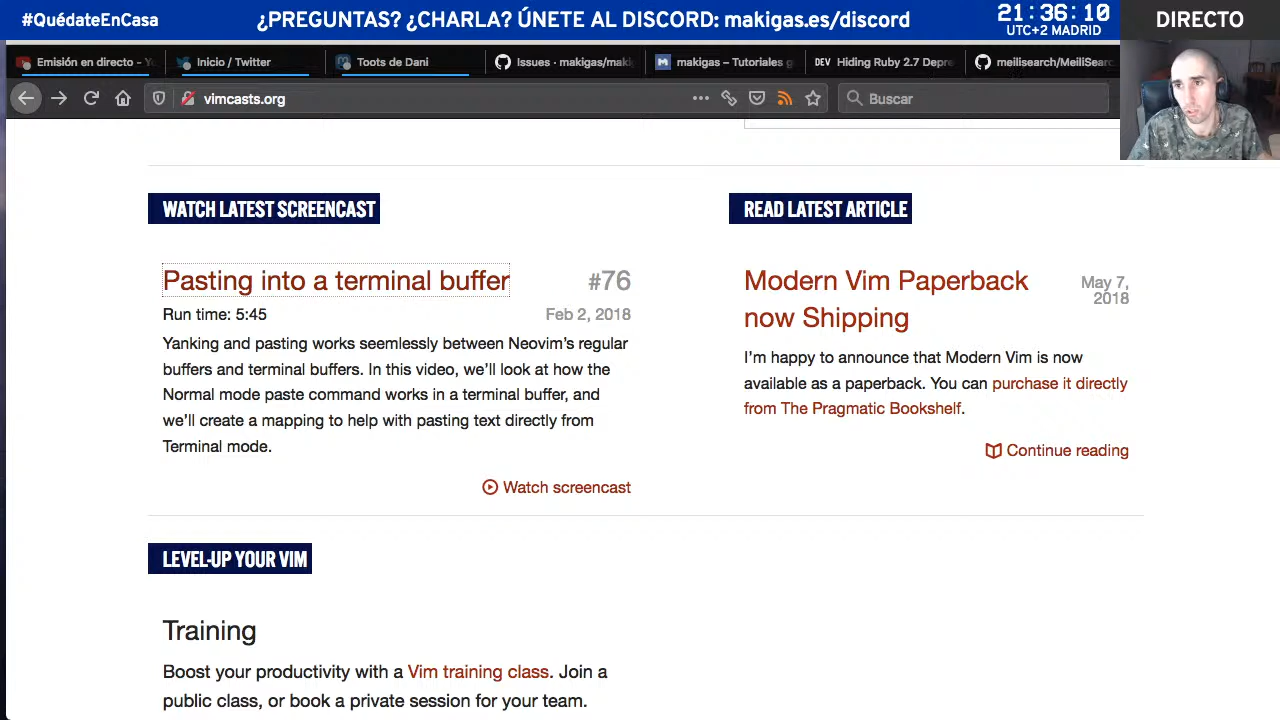 #QuédateEnCasa
¿PREGUNTAS? ¿CHARLA? ÚNETE AL DISCORD: makigas.es/discord
21:36:10
UTC+2 MADRID
DIRECTO
Emisión en directo - Yo
Inicio / Twitter
Toots de Dani
Issues · makigas/makig
makigas – Tutoriales g
DEV Hiding Ruby 2.7 Depre
meilisearch/MeiliSearc
vimcasts.org
Buscar
WATCH LATEST SCREENCAST
Pasting into a terminal buffer
#76
Run time: 5:45
Feb 2, 2018
Yanking and pasting works seemlessly between Neovim's regular
buffers and terminal buffers. In this video, we'll look at how the
Normal mode paste command works in a terminal buffer, and
we'll create a mapping to help with pasting text directly from
Terminal mode.
Watch screencast
READ LATEST ARTICLE
Modern Vim Paperback
now Shipping
May 7,
2018
I'm happy to announce that Modern Vim is now
available as a paperback. You can purchase it directly
from The Pragmatic Bookshelf.
Continue reading
LEVEL-UP YOUR VIM
Training
Boost your productivity with a Vim training class. Join a
public class, or book a private session for your team.